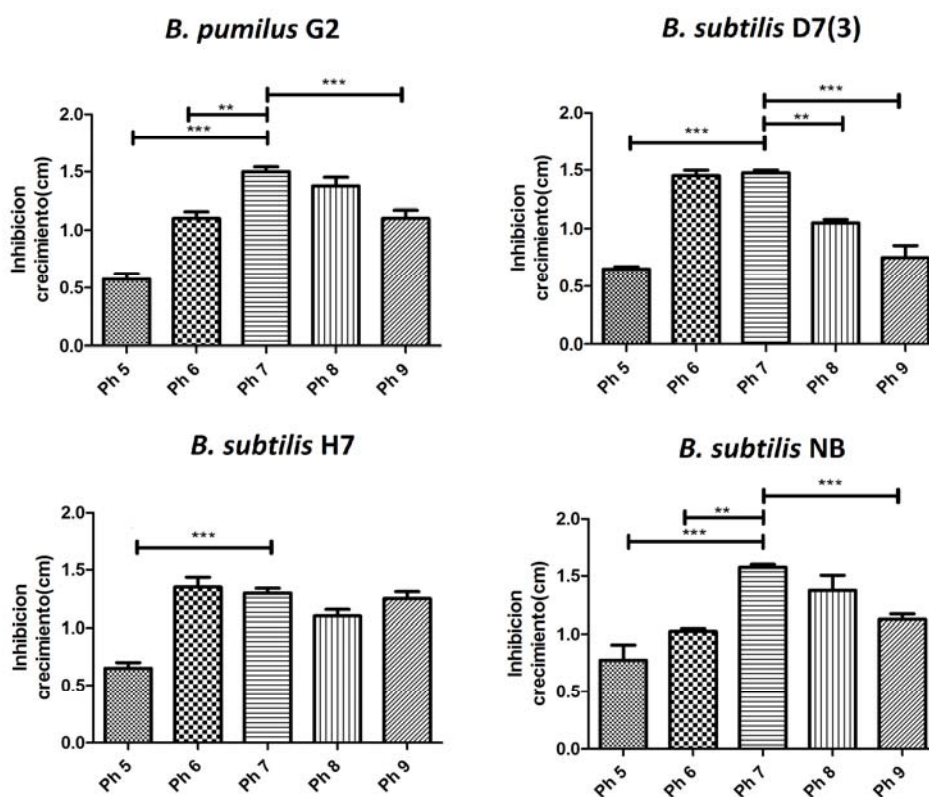 B. pumilus G2
***
**
***
2.0
1.5
1.0
0.5
0.0
Inhibicion
crecimiento(cm)
Ph 5
Ph 6
Ph 7
Ph 8
Ph 9
B. subtilis D7(3)
***
**
***
2.0
1.5
1.0
0.5
0.0
Inhibicion
crecimiento(cm)
Ph 5
Ph 6
Ph 7
Ph 8
Ph 9
B. subtilis H7
***
2.0
1.5
1.0
0.5
0.0
Inhibicion
crecimiento(cm)
Ph 5
Ph 6
Ph 7
Ph 8
Ph 9
B. subtilis NB
***
**
***
2.0
1.5
1.0
0.5
0.0
Inhibicion
crecimiento(cm)
Ph 5
Ph 6
Ph 7
Ph 8
Ph 9